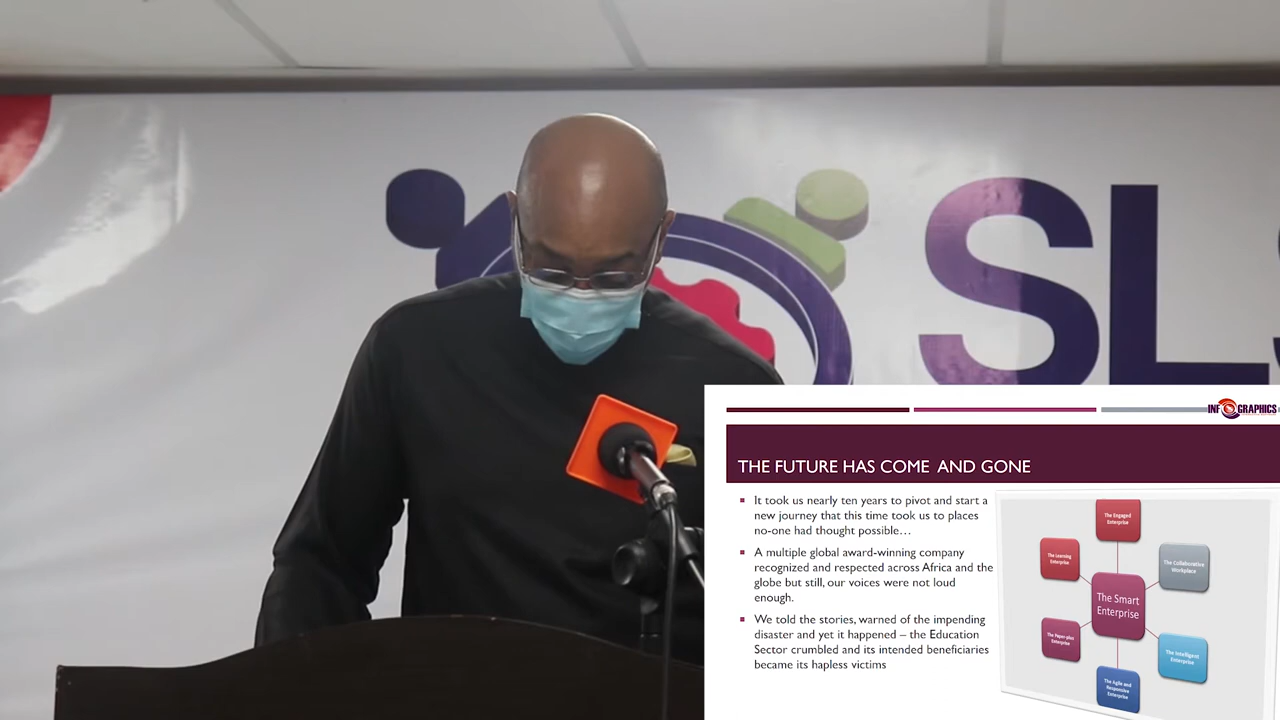 SLS
INFOGRAPHICS
THE FUTURE HAS COME AND GONE
It took us nearly ten years to pivot and start a
new journey that this time took us to places
no-one had thought possible…
A multiple global award-winning company
recognized and respected across Africa and the
globe but still, our voices were not loud
enough.
We told the stories, warned of the impending
disaster and yet it happened – the Education
Sector crumbled and its intended beneficiaries
became its hapless victims
The Engaged
Enterprise
The Learning
Enterprise
The Collaborative
Workplace
The Smart
Enterprise
The Paper-plus
Enterprise
The Intelligent
Enterprise
The Agile and
Responsive
Enterprise